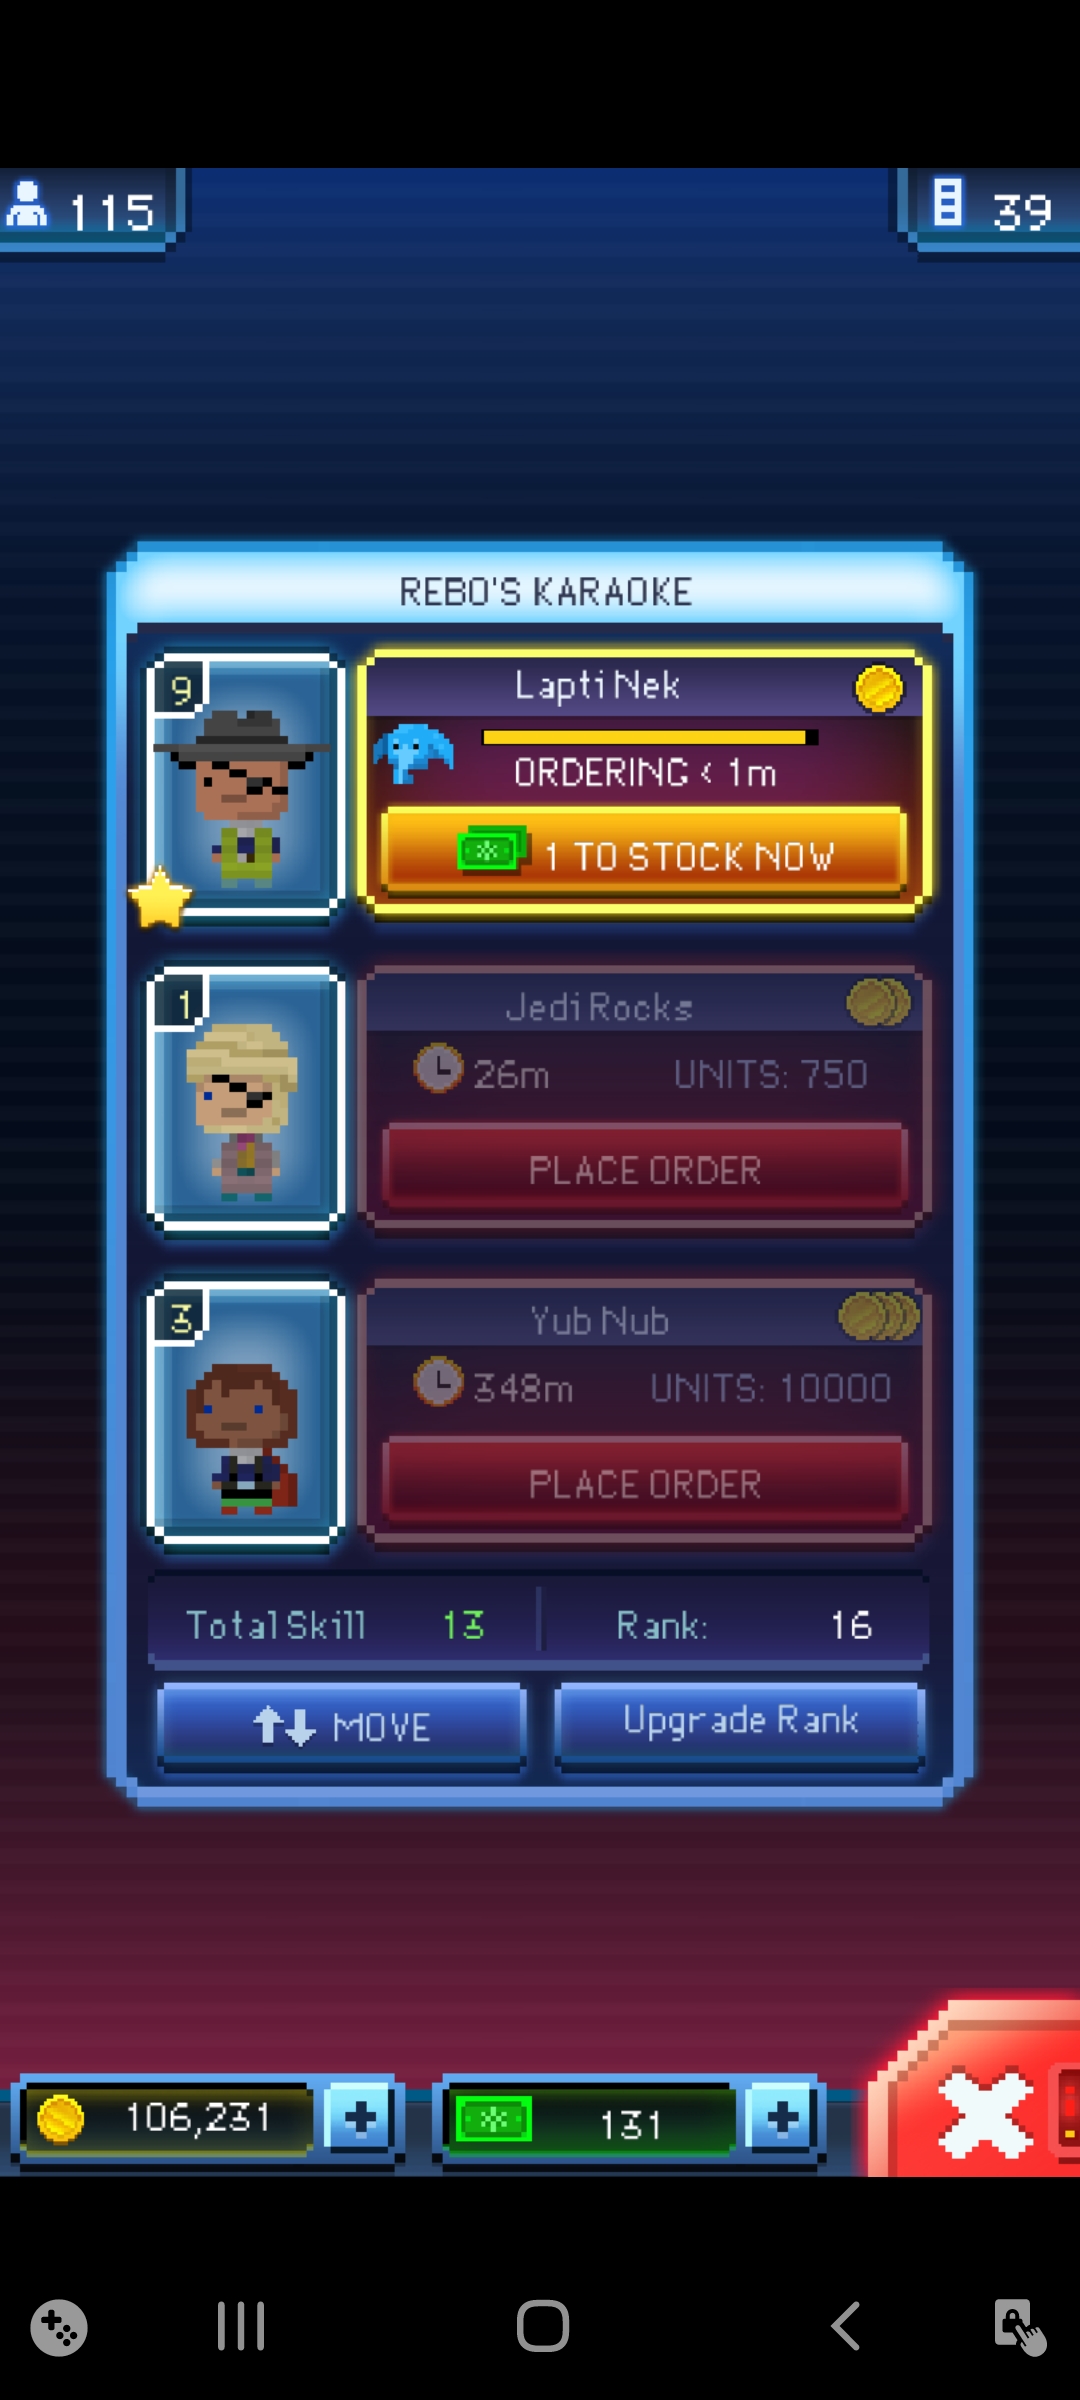 115
39
REBO'S KARAOKE
9
Lapti Nek
ORDERING < 1m
1 TO STOCK NOW
1
Jedi Rocks
26m UNITS: 750
PLACE ORDER
3
Yub Nub
348m UNITS: 10000
PLACE ORDER
Total Skill 13 Rank: 16
MOVE Upgrade Rank
106,231 131